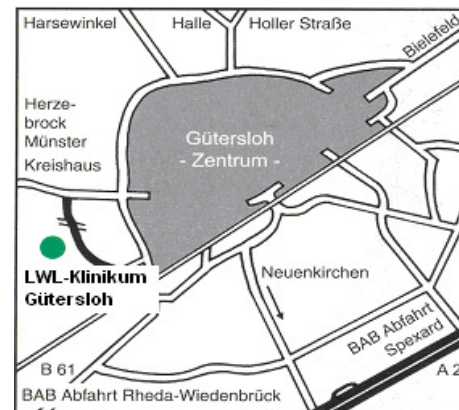 Harsewinkel
Halle
Holler Straße
Bielefeld
Herze-
brock
Münster
Kreishaus
Gütersloh
- Zentrum -
LWL-Klinikum
Gütersloh
Neuenkirchen
BAB Abfahrt
Spexard
B 61
A 2
BAB Abfahrt Rheda-Wiedenbrück